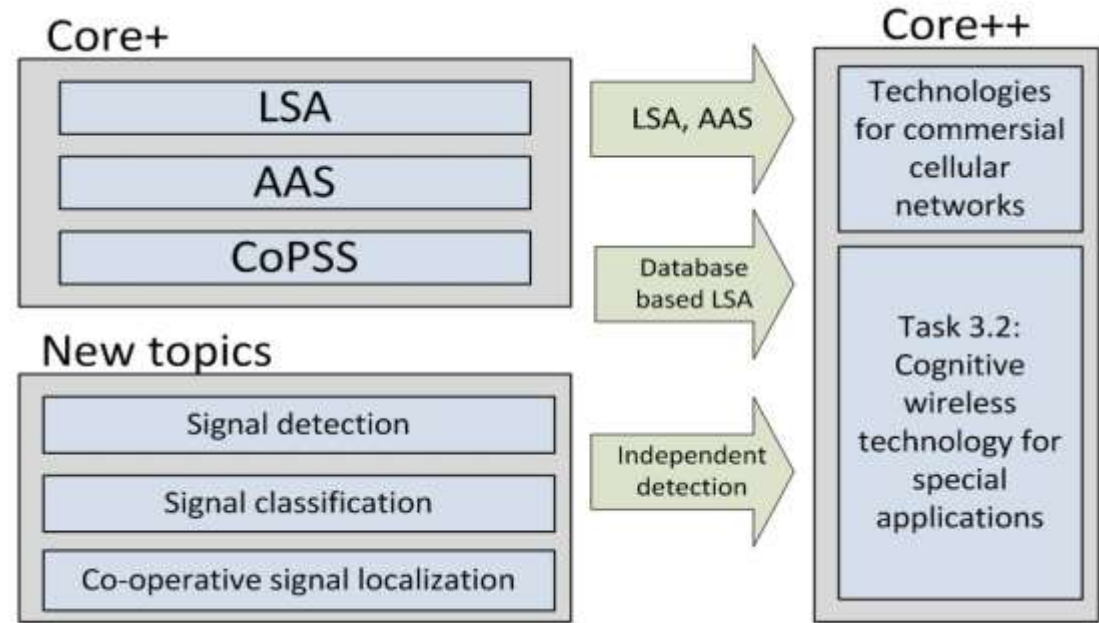 Core+
LSA
AAS
CoPSS
New topics
Signal detection
Signal classification
Co-operative signal localization
LSA, AAS
Database
based LSA
Independent
detection
Core++
Technologies
for commersial
cellular
networks
Task 3.2:
Cognitive
wireless
technology for
special
applications